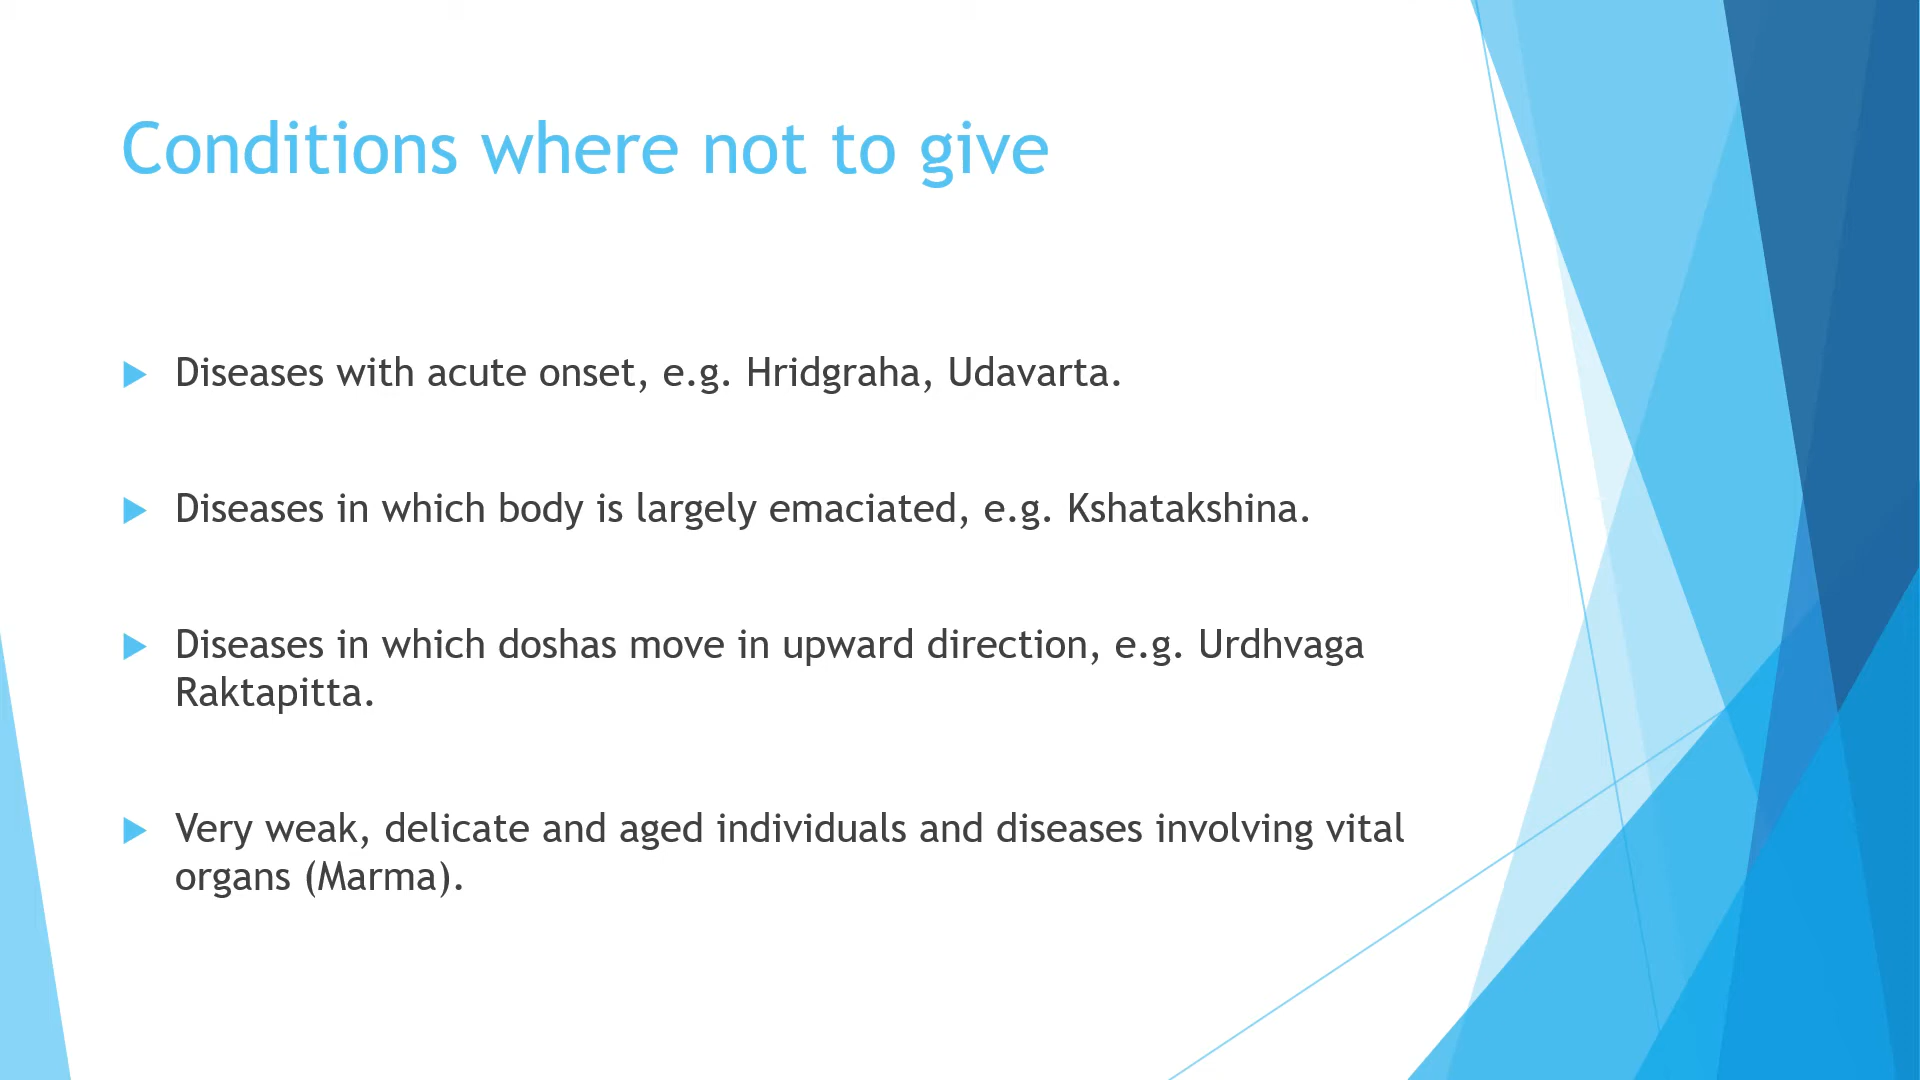 Conditions where not to give
Diseases with acute onset, e.g. Hridgraha, Udavarta.
Diseases in which body is largely emaciated, e.g. Kshatakshina.
Diseases in which doshas move in upward direction, e.g. Urdhvaga
Raktapitta.
Very weak, delicate and aged individuals and diseases involving vital
organs (Marma).